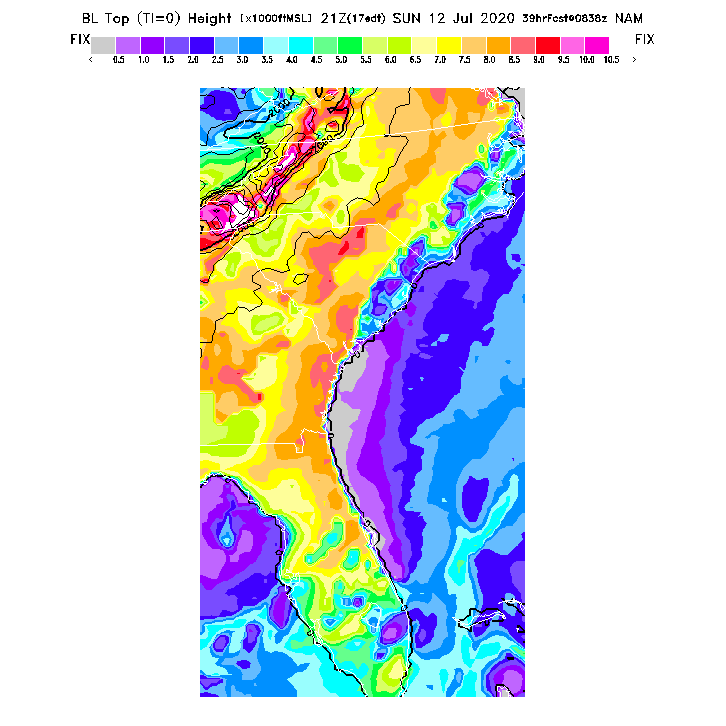 BL Top (TI=0) Height [x1000ftMSL] 21Z(17edt) SUN 12 Jul 2020 39hrFcst@0838z NAM
FIX FIX
< 0.5 1.0 1.5 2.0 2.5 3.0 3.5 4.0 4.5 5.0 5.5 6.0 6.5 7.0 7.5 8.0 8.5 9.0 9.5 10.0 10.5 >
2000
2000
2000